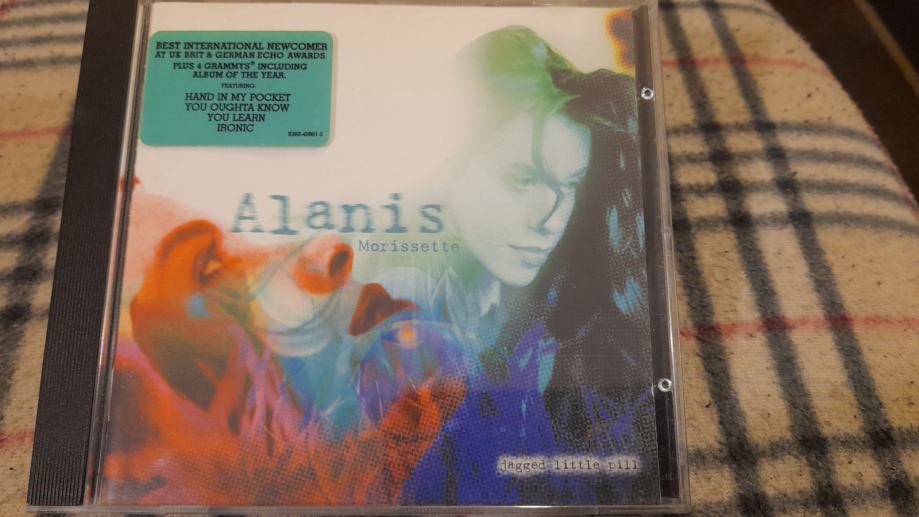 BEST INTERNATIONAL NEWCOMER
AT UK BRIT & GERMAN ECHO AWARDS.
PLUS 4 GRAMMYS® INCLUDING
ALBUM OF THE YEAR.
FEATURING:
HAND IN MY POCKET
YOU OUGHTA KNOW
YOU LEARN
IRONIC
Alanis
Morissette
jagged little pill